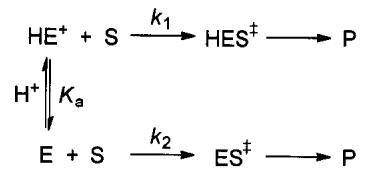 k₁
HE⁺ + S → HES‡ → P
H⁺ ⇌ Kₐ
k₂
E + S → ES‡ → P